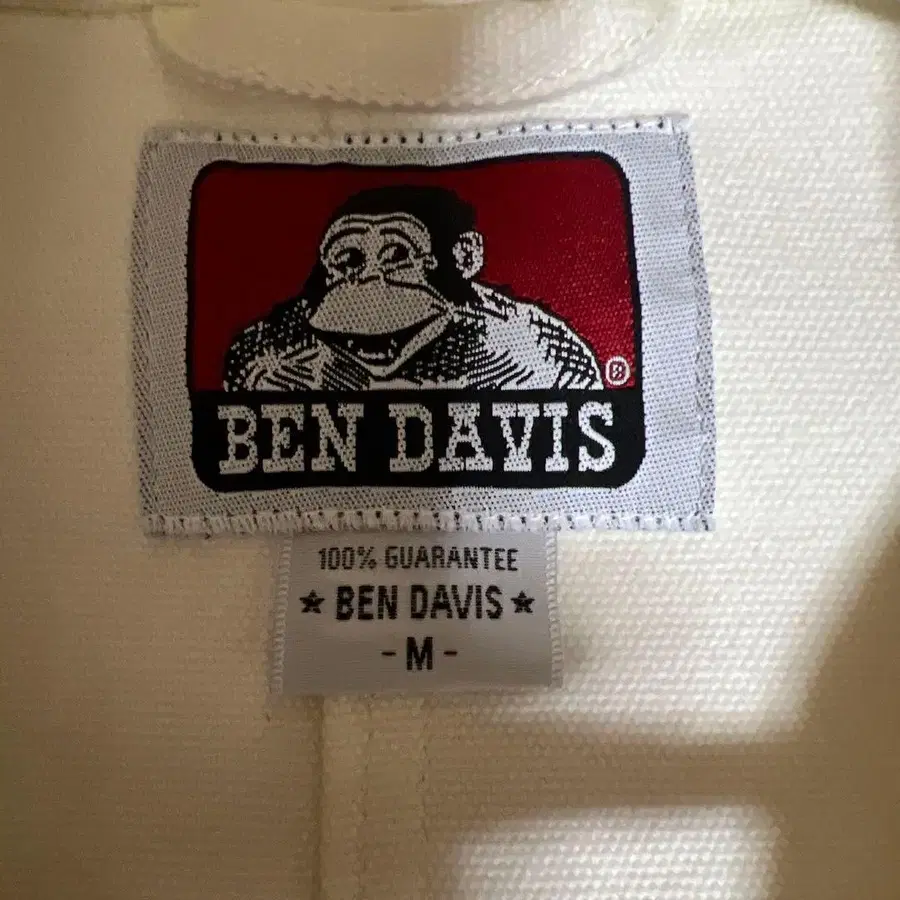 ®
BEN DAVIS
100% GUARANTEE
★ BEN DAVIS ★
- M -